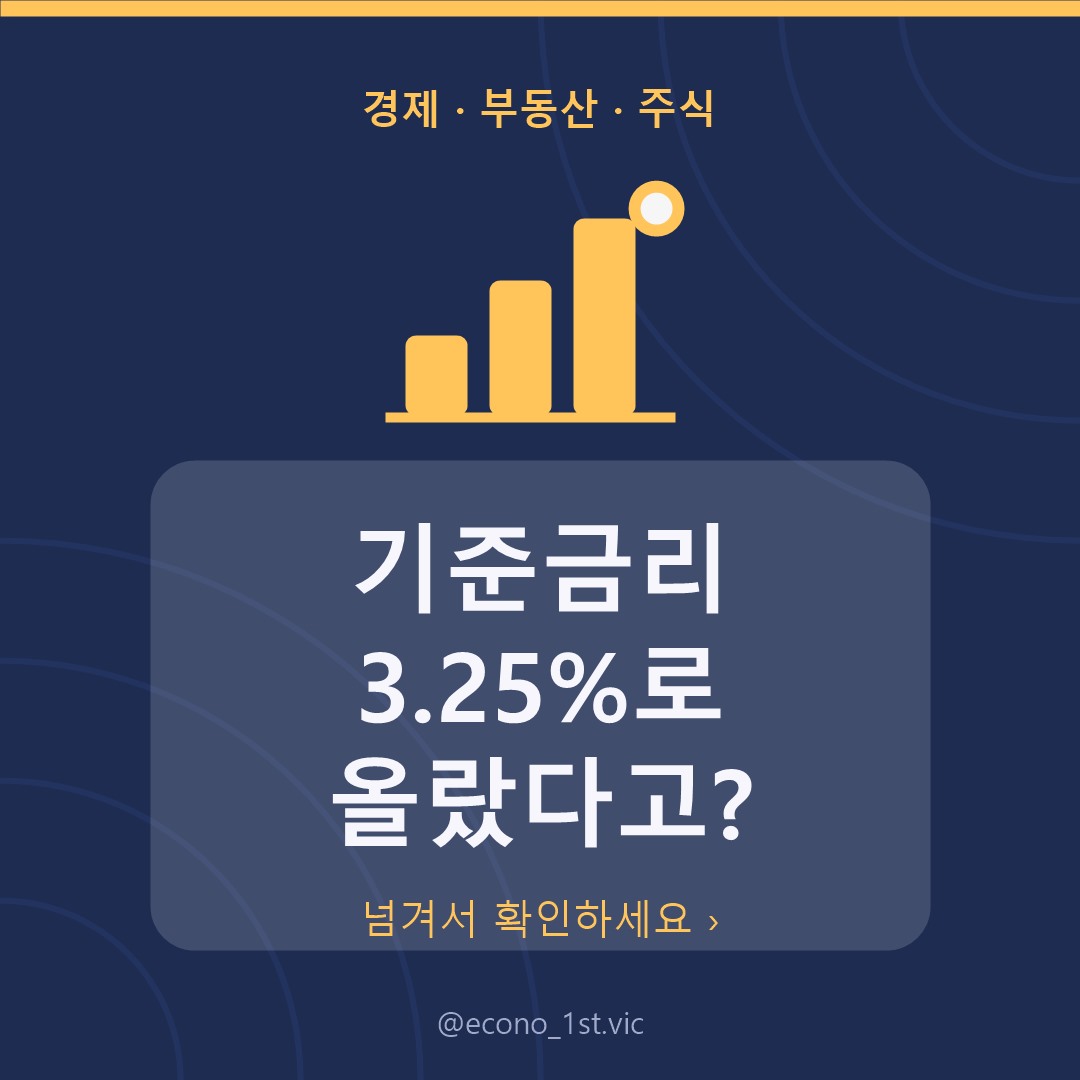 경제 · 부동산 · 주식
기준금리
3.25%로
올랐다고?
넘겨서 확인하세요 ›
@econo_1st.vic